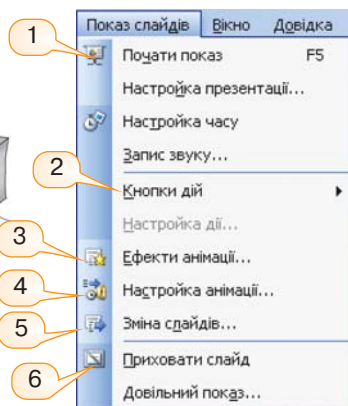 Показ слайдів Вікно Довідка
1
Почати показ F5
Настройка презентації...
Настройка часу
Запис звуку...
2
Кнопки дій
Настройка дії...
3
Ефекти анімації...
4
Настройка анімації...
5
Зміна слайдів...
6
Приховати слайд
Довільний показ...